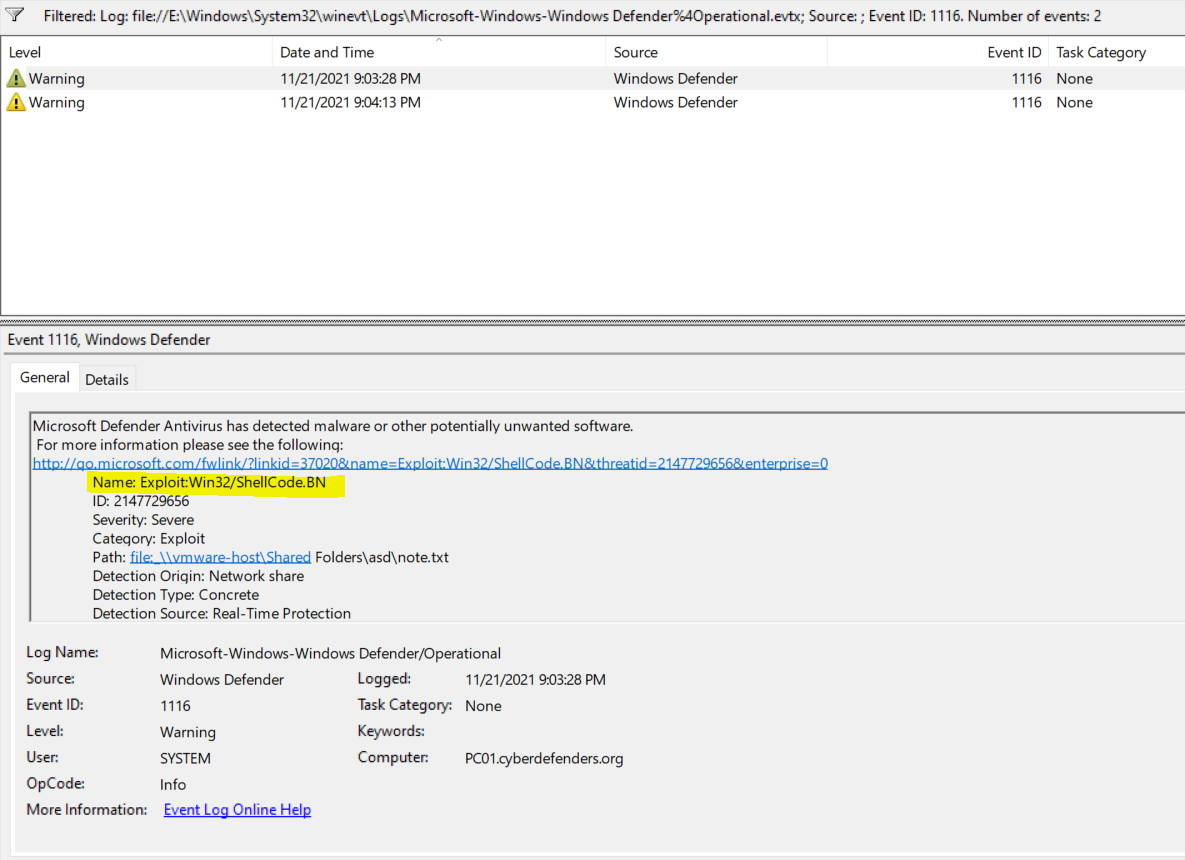 Filtered: Log: file://E:\Windows\System32\winevt\Logs\Microsoft-Windows-Windows Defender%4Operational.evtx; Source: ; Event ID: 1116. Number of events: 2
Level Date and Time Source Event ID Task Category
Warning 11/21/2021 9:03:28 PM Windows Defender 1116 None
Warning 11/21/2021 9:04:13 PM Windows Defender 1116 None
Event 1116, Windows Defender
General Details
Microsoft Defender Antivirus has detected malware or other potentially unwanted software.
For more information please see the following:
http://go.microsoft.com/fwlink/?linkid=37020&name=Exploit:Win32/ShellCode.BN&threatid=2147729656&enterprise=0
Name: Exploit:Win32/ShellCode.BN
ID: 2147729656
Severity: Severe
Category: Exploit
Path: file:_\\vmware-host\Shared Folders\asd\note.txt
Detection Origin: Network share
Detection Type: Concrete
Detection Source: Real-Time Protection
Log Name: Microsoft-Windows-Windows Defender/Operational
Source: Windows Defender Logged: 11/21/2021 9:03:28 PM
Event ID: 1116 Task Category: None
Level: Warning Keywords:
User: SYSTEM Computer: PC01.cyberdefenders.org
OpCode: Info
More Information: Event Log Online Help